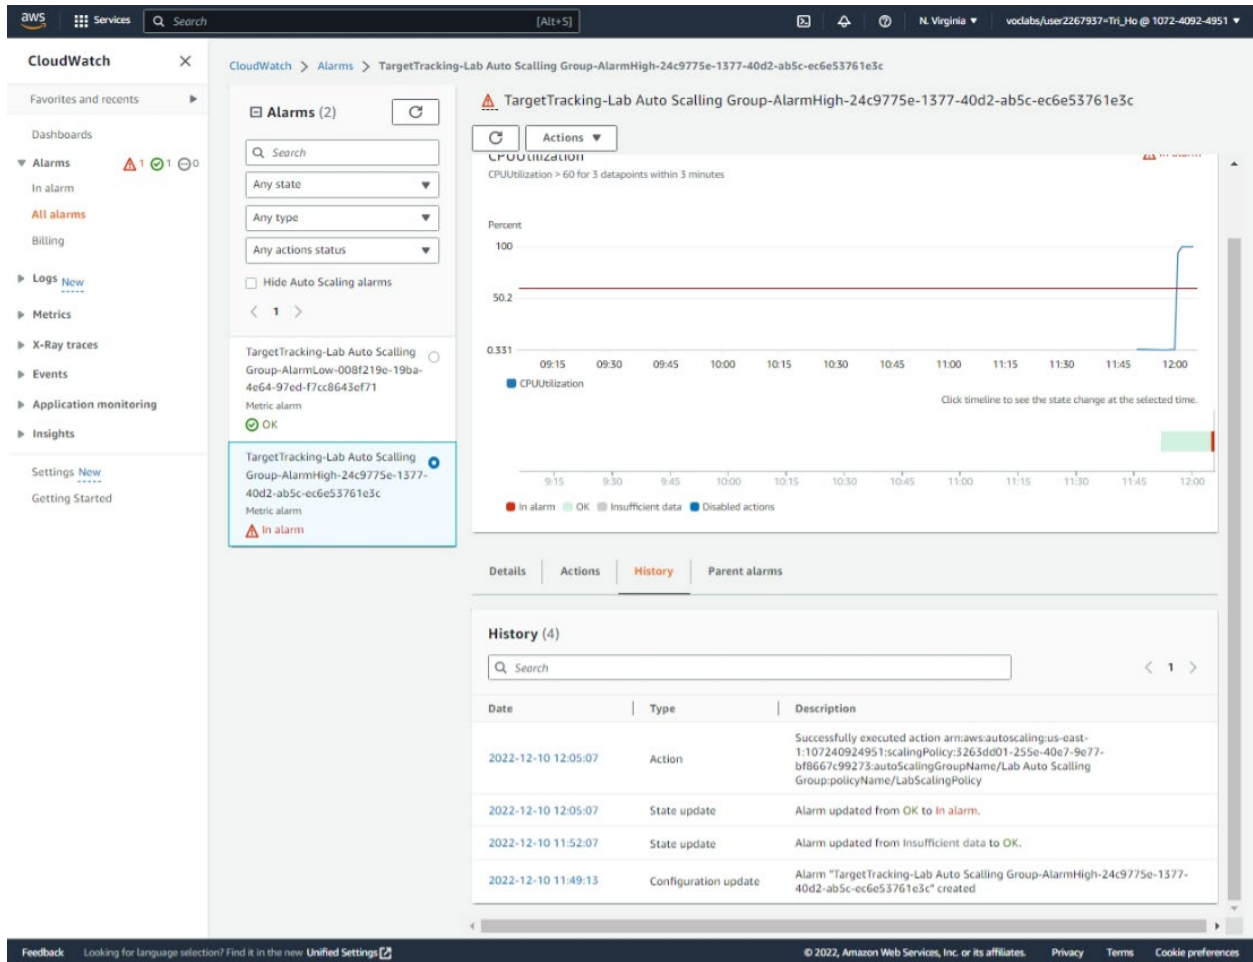 aws
Services
Search
[Alt+S]
N. Virginia
voclabs/user2267937=Tri_Ho @ 1072-4092-4951
CloudWatch
Favorites and recents
Dashboards
Alarms 1 1 0
In alarm
All alarms
Billing
Logs New
Metrics
X-Ray traces
Events
Application monitoring
Insights
Settings New
Getting Started
CloudWatch > Alarms > TargetTracking-Lab Auto Scalling Group-AlarmHigh-24c9775e-1377-40d2-ab5c-ec6e53761e3c
Alarms (2)
Search
Any state
Any type
Any actions status
Hide Auto Scaling alarms
< 1 >
TargetTracking-Lab Auto Scalling
Group-AlarmLow-008f219e-19ba-
4e64-97ed-f7cc8643ef71
Metric alarm
OK
TargetTracking-Lab Auto Scalling
Group-AlarmHigh-24c9775e-1377-
40d2-ab5c-ec6e53761e3c
Metric alarm
In alarm
TargetTracking-Lab Auto Scalling Group-AlarmHigh-24c9775e-1377-40d2-ab5c-ec6e53761e3c
Actions
CPUUtilization
In alarm
CPUUtilization > 60 for 3 datapoints within 3 minutes
Percent
100
50.2
0.331
09:15 09:30 09:45 10:00 10:15 10:30 10:45 11:00 11:15 11:30 11:45 12:00
CPUUtilization
Click timeline to see the state change at the selected time.
9:15 9:30 9:45 10:00 10:15 10:30 10:45 11:00 11:15 11:30 11:45 12:00
In alarm OK Insufficient data Disabled actions
Details Actions History Parent alarms
History (4)
Search
< 1 >
Date Type Description
2022-12-10 12:05:07 Action Successfully executed action arn:aws:autoscaling:us-east-
1:107240924951:scalingPolicy:3263dd01-255e-40e7-9e77-
bf8667c99273:autoScalingGroupName/Lab Auto Scalling
Group:policyName/LabScalingPolicy
2022-12-10 12:05:07 State update Alarm updated from OK to In alarm.
2022-12-10 11:52:07 State update Alarm updated from Insufficient data to OK.
2022-12-10 11:49:13 Configuration update Alarm "TargetTracking-Lab Auto Scalling Group-AlarmHigh-24c9775e-1377-
40d2-ab5c-ec6e53761e3c" created
Feedback Looking for language selection? Find it in the new Unified Settings
© 2022, Amazon Web Services, Inc. or its affiliates. Privacy Terms Cookie preferences